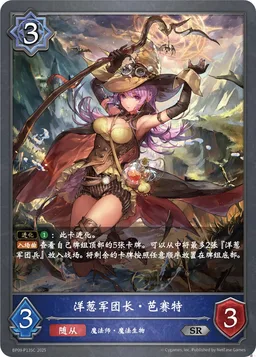 3
进化 1 ：此卡进化。
入场曲 查看自己牌组顶部的5张卡牌。可以从中将最多2张『洋葱军
团兵』放入战场。将剩余的卡牌按照任意顺序放置在牌组底部。
洋葱军团长・芭赛特
3
随从
魔法师・魔法生物
SR
3